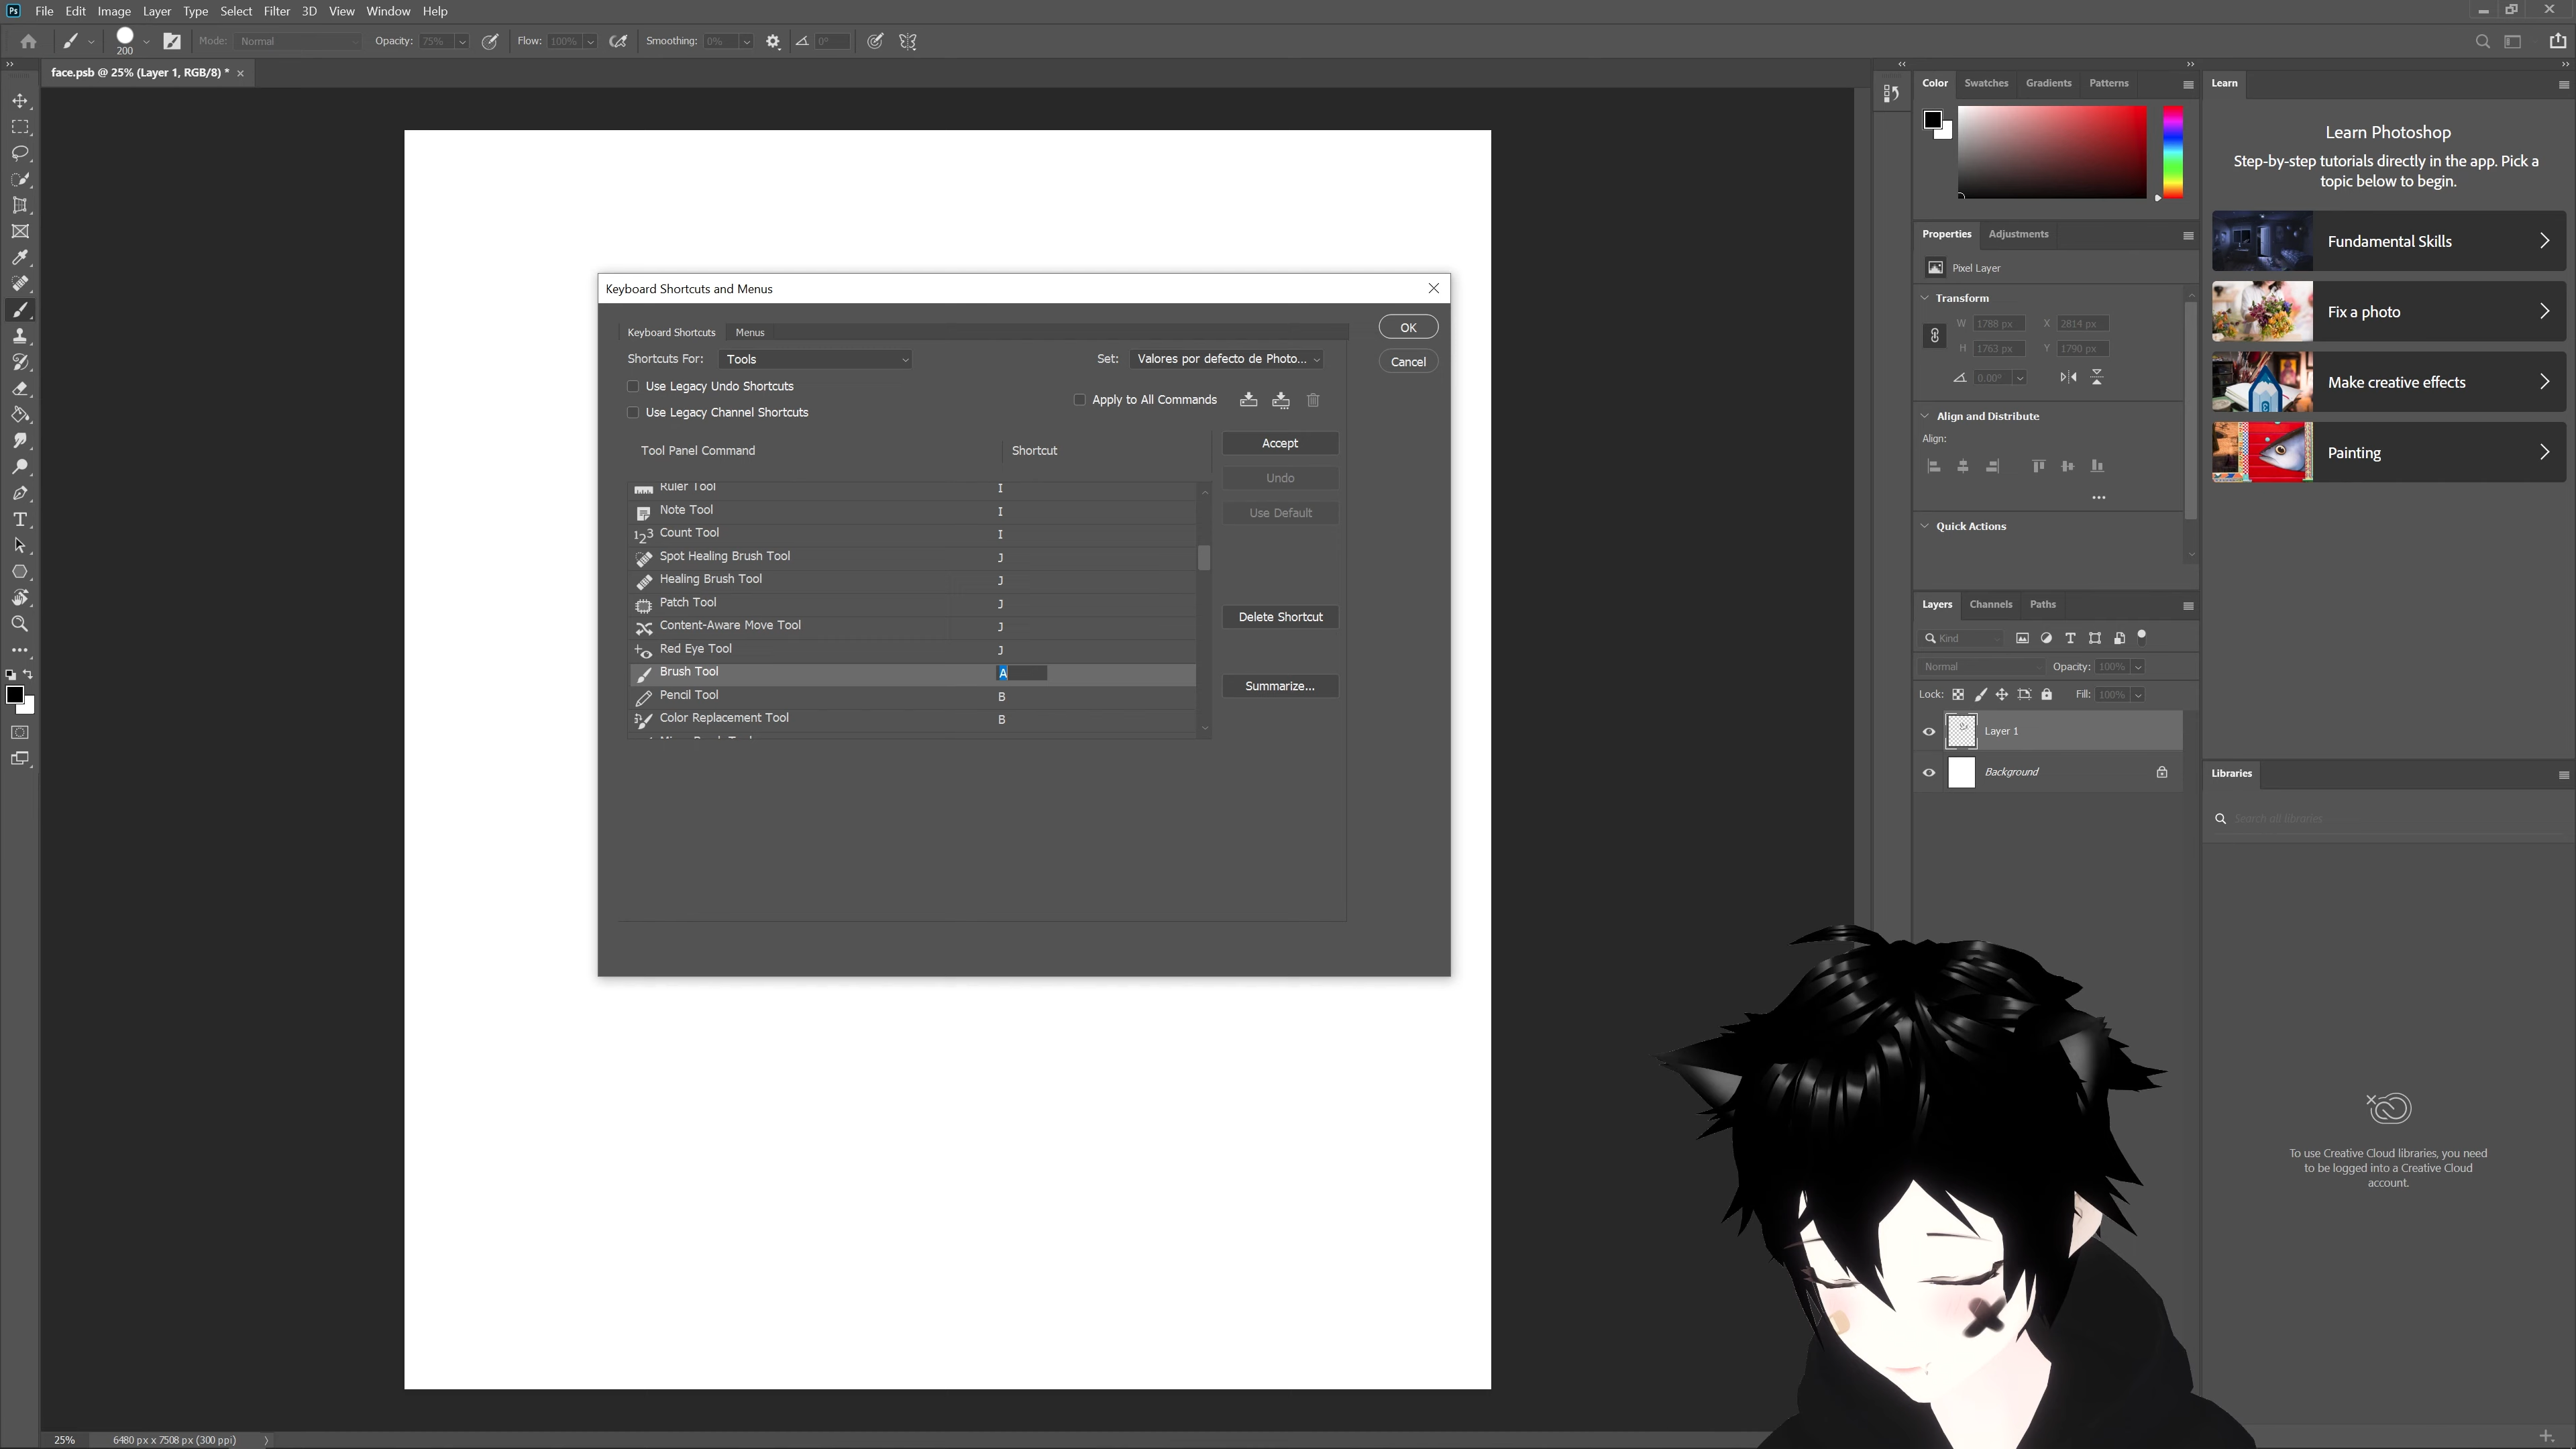 Ps File Edit Image Layer Type Select Filter 3D View Window Help
200 Mode: Normal Opacity: 75% Flow: 100% Smoothing: 0% 0°
face.psb @ 25% (Layer 1, RGB/8) * ×
Keyboard Shortcuts and Menus
Keyboard Shortcuts Menus
OK
Cancel
Shortcuts For: Tools
Set: Valores por defecto de Photo...
Use Legacy Undo Shortcuts
Use Legacy Channel Shortcuts
Apply to All Commands
Tool Panel Command Shortcut
Ruler Tool I
Note Tool I
Count Tool I
Spot Healing Brush Tool J
Healing Brush Tool J
Patch Tool J
Content-Aware Move Tool J
Red Eye Tool J
Brush Tool A
Pencil Tool B
Color Replacement Tool B
Accept
Undo
Use Default
Delete Shortcut
Summarize...
Color Swatches Gradients Patterns
Properties Adjustments
Pixel Layer
Transform
W 1788 px X 2814 px
H 1763 px Y 1790 px
0.00°
Align and Distribute
Align:
Quick Actions
Layers Channels Paths
Kind
Normal Opacity: 100%
Lock: Fill: 100%
Layer 1
Background
Learn
Learn Photoshop
Step-by-step tutorials directly in the app. Pick a
topic below to begin.
Fundamental Skills
Fix a photo
Make creative effects
Painting
Libraries
Search all libraries
To use Creative Cloud libraries, you need
to be logged into a Creative Cloud
account.
25% 6480 px x 7508 px (300 ppi)